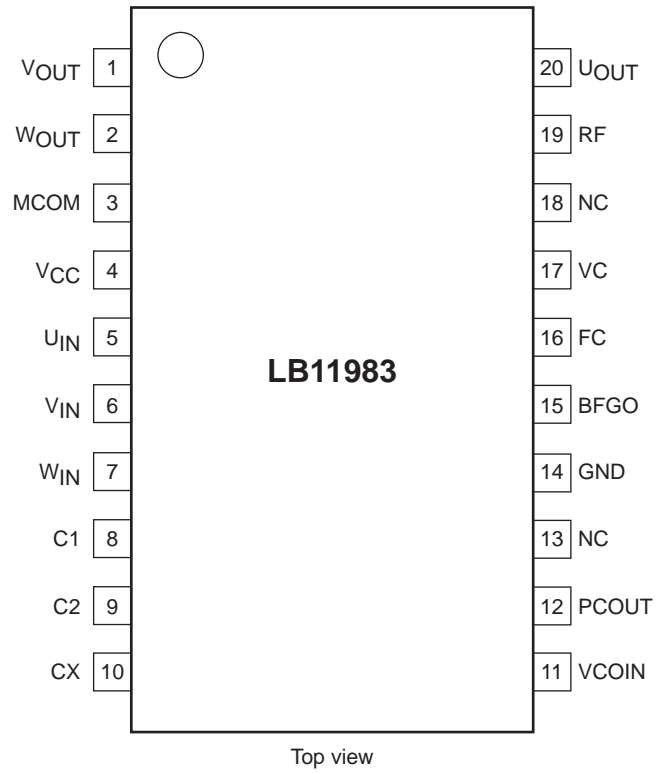 VOUT 1 20 UOUT
WOUT 2 19 RF
MCOM 3 18 NC
VCC 4 17 VC
UIN 5 16 FC
LB11983
VIN 6 15 BFGO
WIN 7 14 GND
C1 8 13 NC
C2 9 12 PCOUT
CX 10 11 VCOIN
Top view